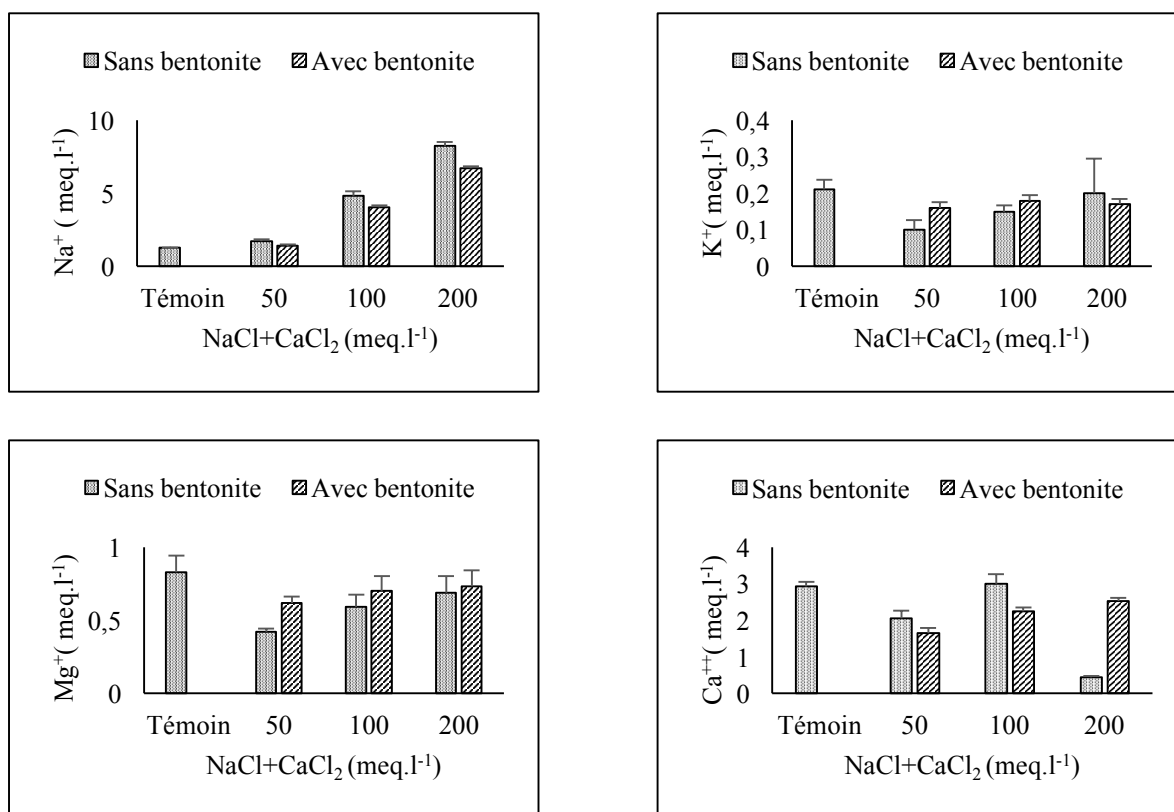 Sans bentonite Avec bentonite
10
5
0
Na⁺ ( meq.l⁻¹)
Témoin 50 100 200
NaCl+CaCl₂ (meq.l⁻¹)
Sans bentonite Avec bentonite
0,4
0,3
0,2
0,1
0
K⁺( meq.l⁻¹)
Témoin 50 100 200
NaCl+CaCl₂ (meq.l⁻¹)
Sans bentonite Avec bentonite
1
0,5
0
Mg⁺( meq.l⁻¹)
Témoin 50 100 200
NaCl+CaCl₂ (meq.l⁻¹)
Sans bentonite Avec bentonite
4
3
2
1
0
Ca⁺⁺( meq.l⁻¹)
Témoin 50 100 200
NaCl+CaCl₂ (meq.l⁻¹)